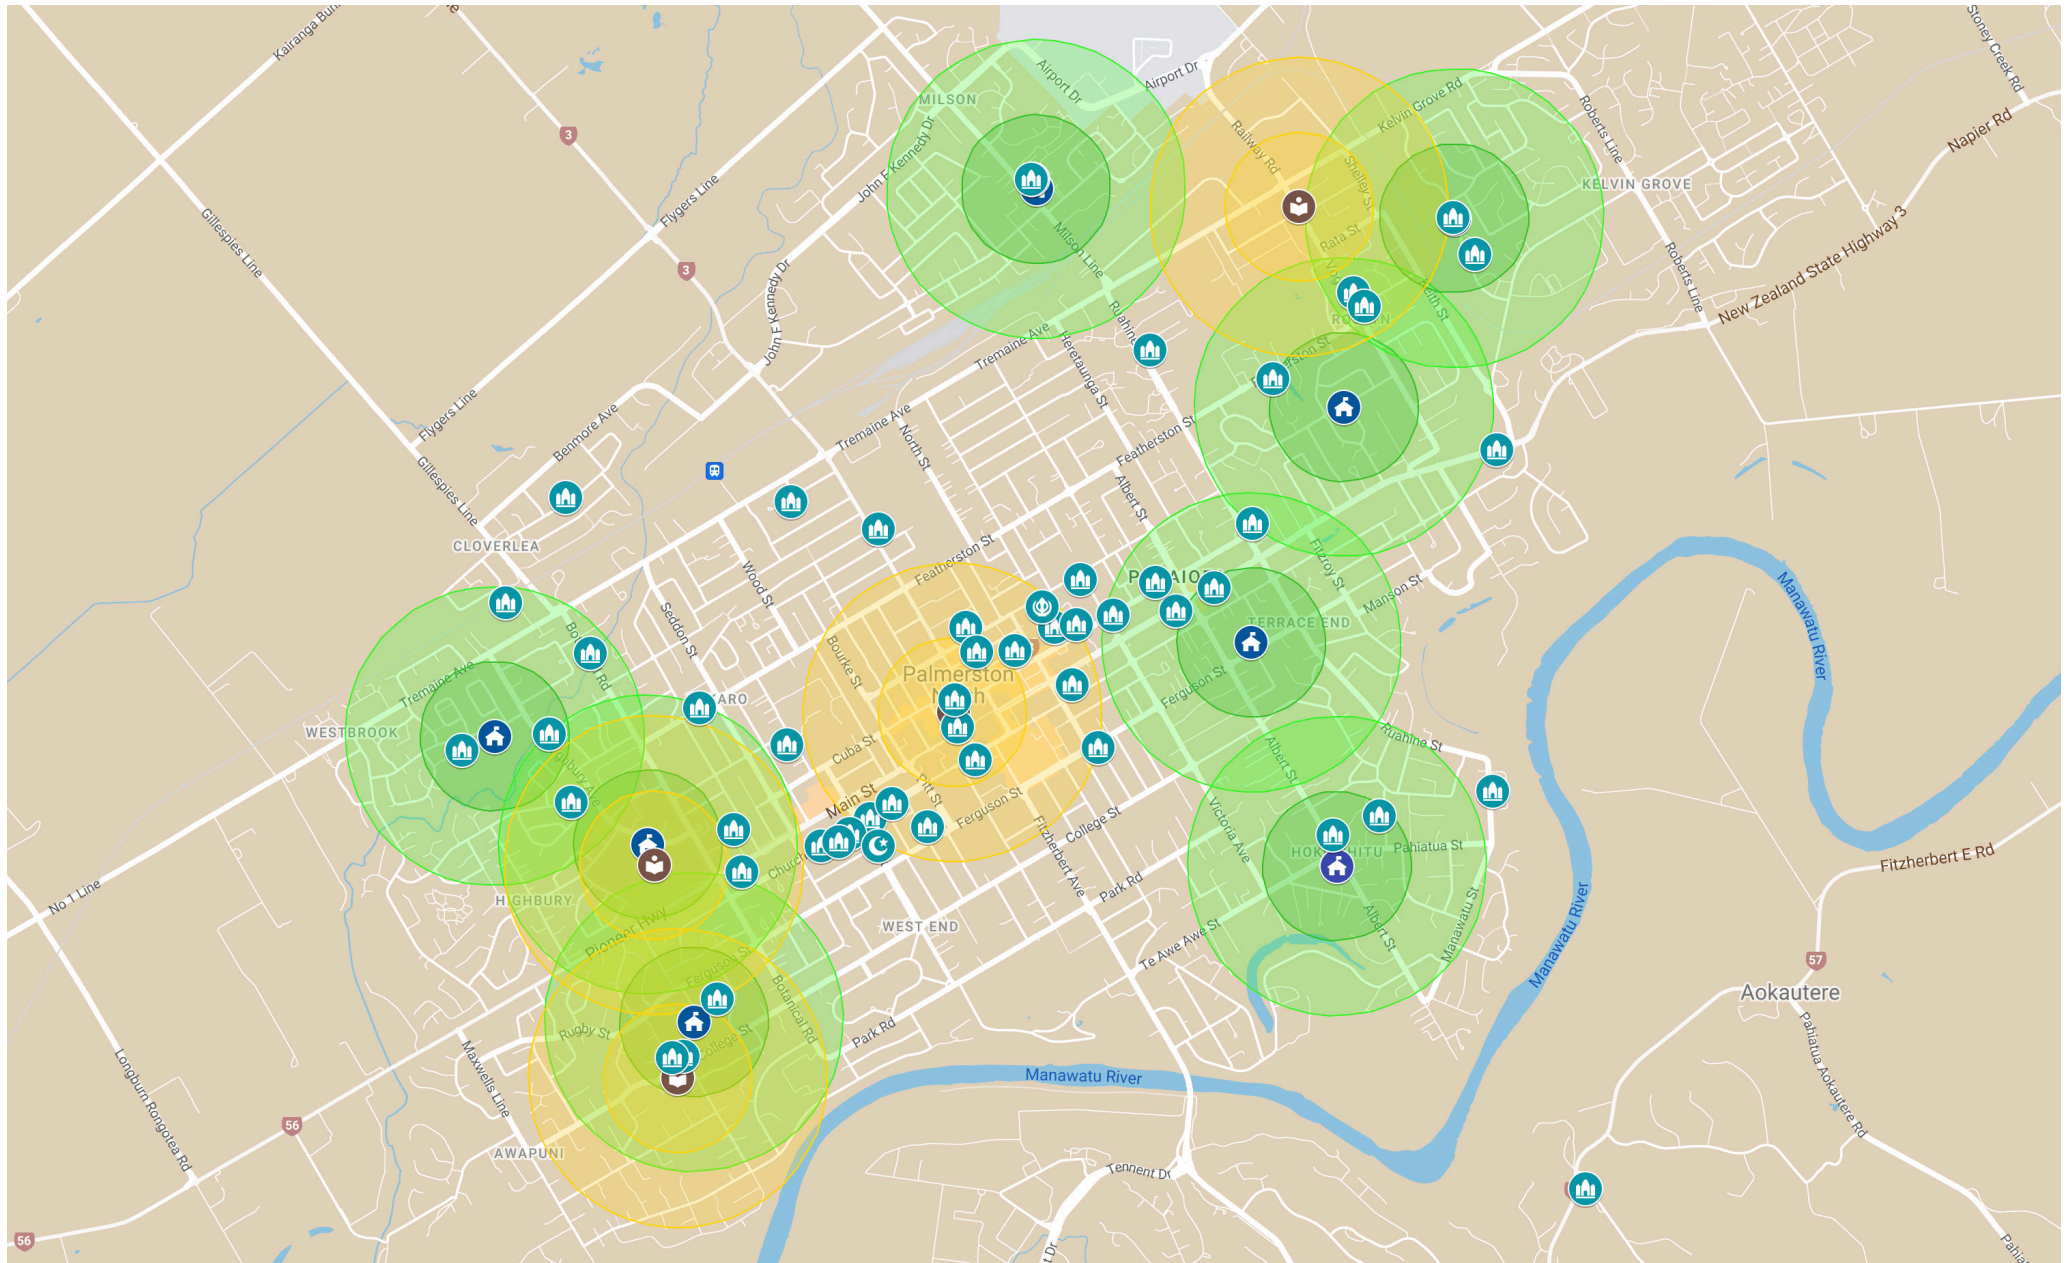 Kairanga Bun
Stoney Creek Rd
Airport Dr
Airport Dr
MILSON
Kelvin Grove Rd
Roberts Line
Napier Rd
3
Railway Rd
John F Kennedy Dr
Shelley St
KELVIN GROVE
Flygers Line
Gillespies Line
Milson Line
Rata St
New Zealand State Highway 3
3
Roberts Line
Keith St
John F Kennedy Dr
Tremaine Ave
Heretaunga St
Flygers Line
Benmore Ave
Tremaine Ave
North St
Featherston St
Gillespies Line
Albert St
CLOVERLEA
Featherston St
Fitzroy St
Wood St
Manson St
Manawatu River
Seddon St
TERRACE END
Bourke St
Tremaine Ave
Palmerston
Ferguson St
WESTBROOK
Cuba St
Ruahine St
Albert St
Main St
Pitt St
Ferguson St
Fitzherbert Ave
College St
Victoria Ave
Pahiatua St
Fitzherbert E Rd
Church
No 1 Line
HIGHBURY
Park Rd
Pioneer Hwy
WEST END
Te Awe Awe St
Albert St
Manawatu St
Manawatu River
Ferguson St
57
Aokautere
Botanical Rd
Rugby St
College St
Park Rd
Maxwells Line
Manawatu River
Longburn Rongotea Rd
Pahiatua Aokautere Rd
56
AWAPUNI
Tennent Dr
56
t Dr
Pahia